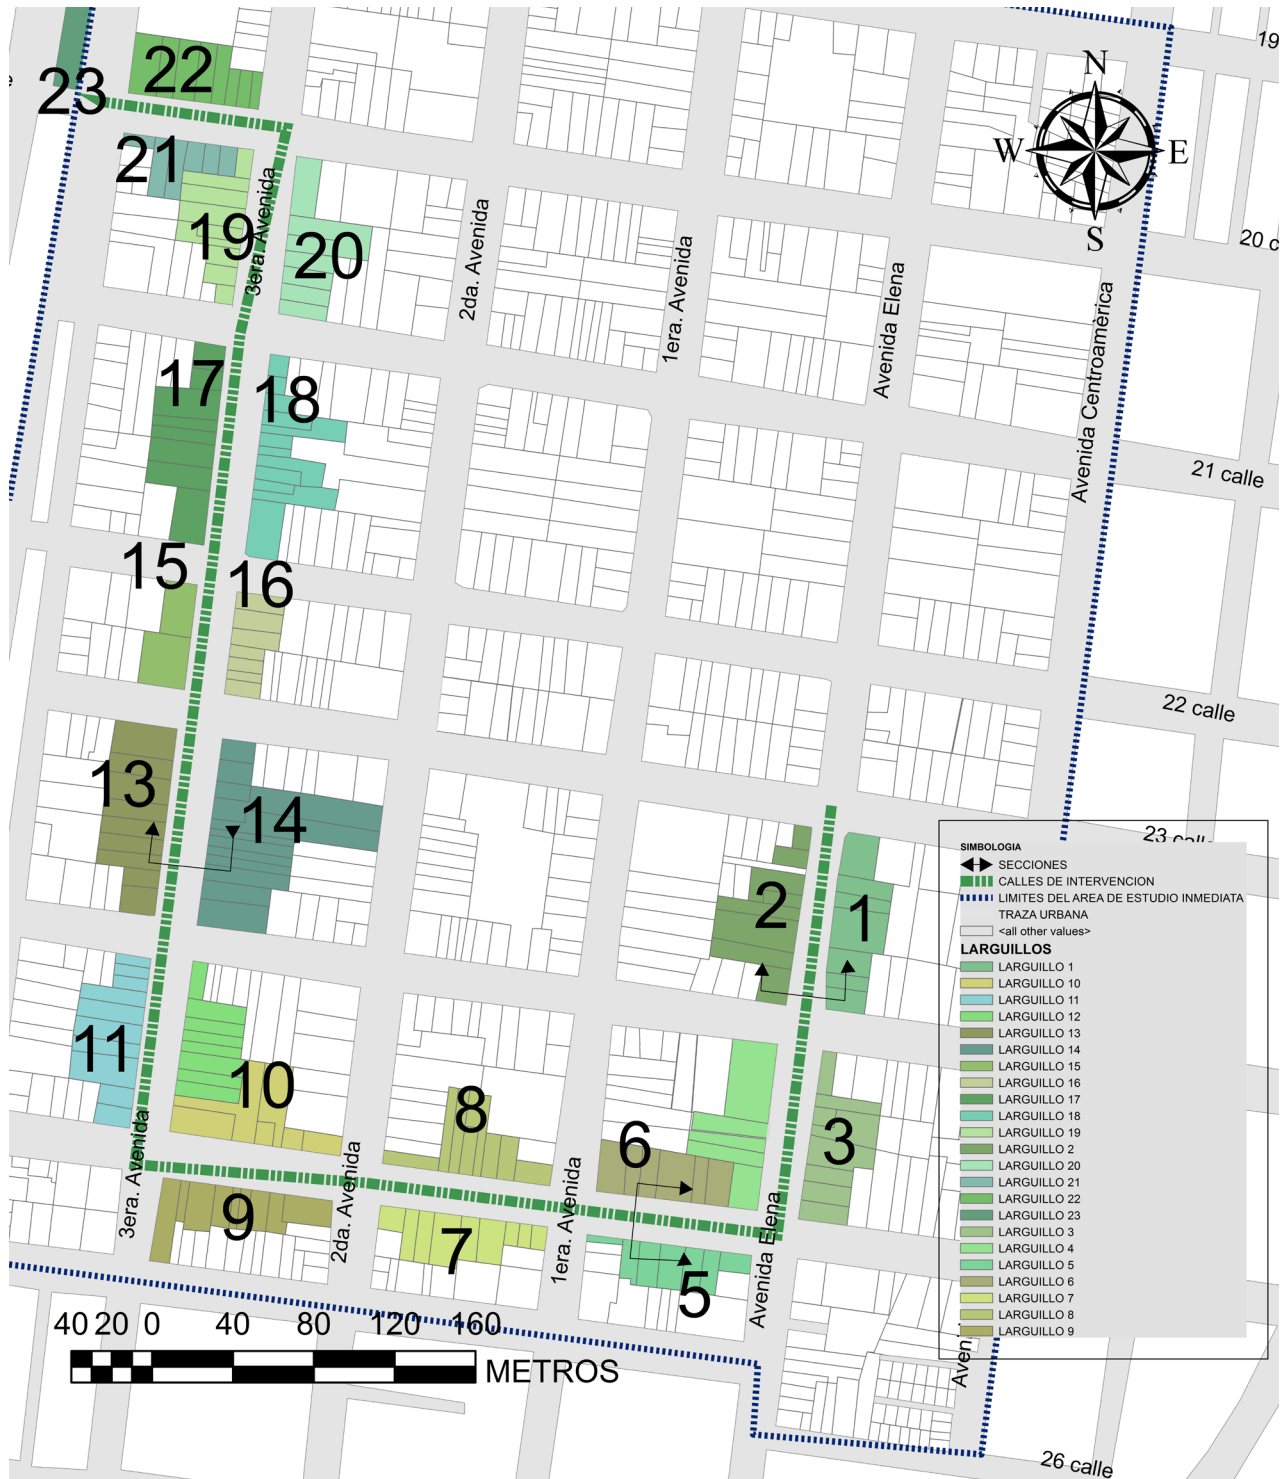 19
22
N
23
W
E
21
3era. Avenida
S
19
20
20 c
2da. Avenida
1era. Avenida
Avenida Elena
Avenida Centroamèrica
17
18
21 calle
15
16
22 calle
13
14
23 calle
2
1
SIMBOLOGIA
SECCIONES
CALLES DE INTERVENCION
LIMITES DEL AREA DE ESTUDIO INMEDIATA
TRAZA URBANA
<all other values>
LARGUILLOS
LARGUILLO 1
LARGUILLO 10
LARGUILLO 11
LARGUILLO 12
LARGUILLO 13
LARGUILLO 14
LARGUILLO 15
LARGUILLO 16
LARGUILLO 17
LARGUILLO 18
LARGUILLO 19
LARGUILLO 2
LARGUILLO 20
LARGUILLO 21
LARGUILLO 22
LARGUILLO 23
LARGUILLO 3
LARGUILLO 4
LARGUILLO 5
LARGUILLO 6
LARGUILLO 7
LARGUILLO 8
LARGUILLO 9
11
10
8
6
3
3era. Avenida
2da. Avenida
1era. Avenida
Avenida Elena
9
7
5
40 20 0 40 80 120 160
METROS
Aveni
26 calle